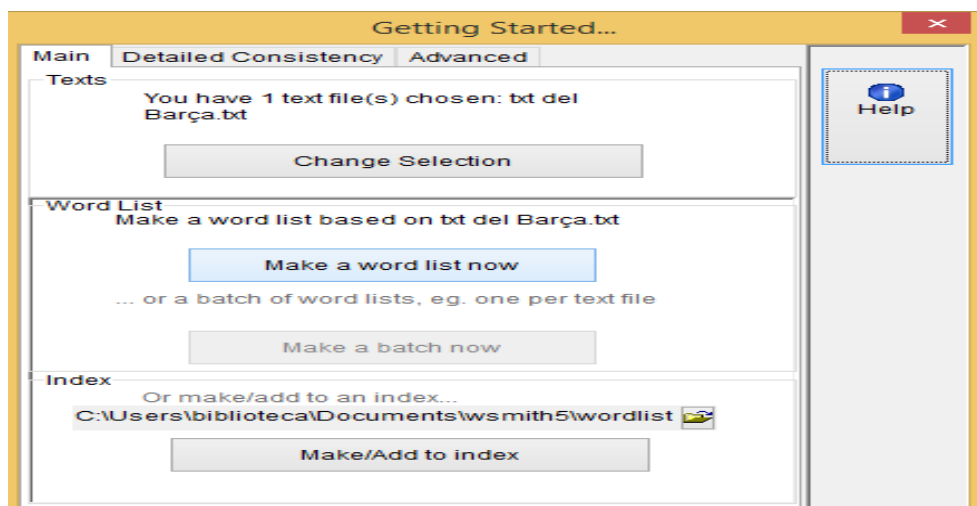 Getting Started...
Main Detailed Consistency Advanced
Texts
You have 1 text file(s) chosen: txt del
Barça.txt
Help
Change Selection
Word List
Make a word list based on txt del Barça.txt
Make a word list now
... or a batch of word lists, eg. one per text file
Make a batch now
Index
Or make/add to an index...
C:\Users\biblioteca\Documents\wsmith5\wordlist
Make/Add to index